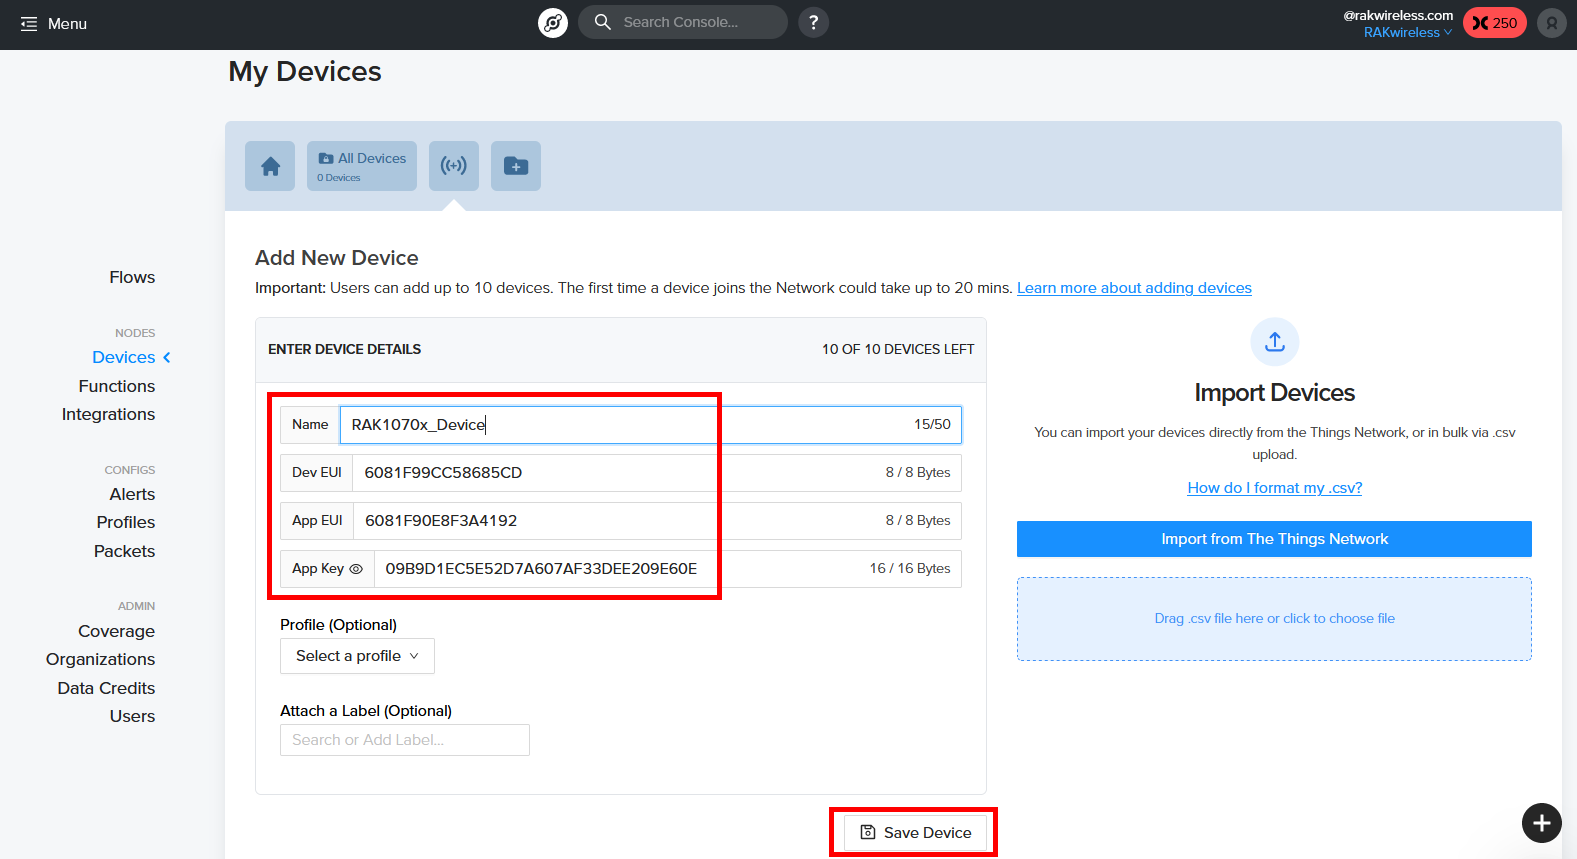 Menu
Search Console...
?
@rakwireless.com
RAKwireless
250
My Devices
All Devices
0 Devices
Add New Device
Important: Users can add up to 10 devices. The first time a device joins the Network could take up to 20 mins. Learn more about adding devices
Flows
NODES
Devices
Functions
Integrations
CONFIGS
Alerts
Profiles
Packets
ADMIN
Coverage
Organizations
Data Credits
Users
ENTER DEVICE DETAILS
10 OF 10 DEVICES LEFT
Name RAK1070x_Device 15/50
Dev EUI 6081F99CC58685CD 8 / 8 Bytes
App EUI 6081F90E8F3A4192 8 / 8 Bytes
App Key 09B9D1EC5E52D7A607AF33DEE209E60E 16 / 16 Bytes
Profile (Optional)
Select a profile
Attach a Label (Optional)
Search or Add Label...
Save Device
Import Devices
You can import your devices directly from the Things Network, or in bulk via .csv
upload.
How do I format my .csv?
Import from The Things Network
Drag .csv file here or click to choose file